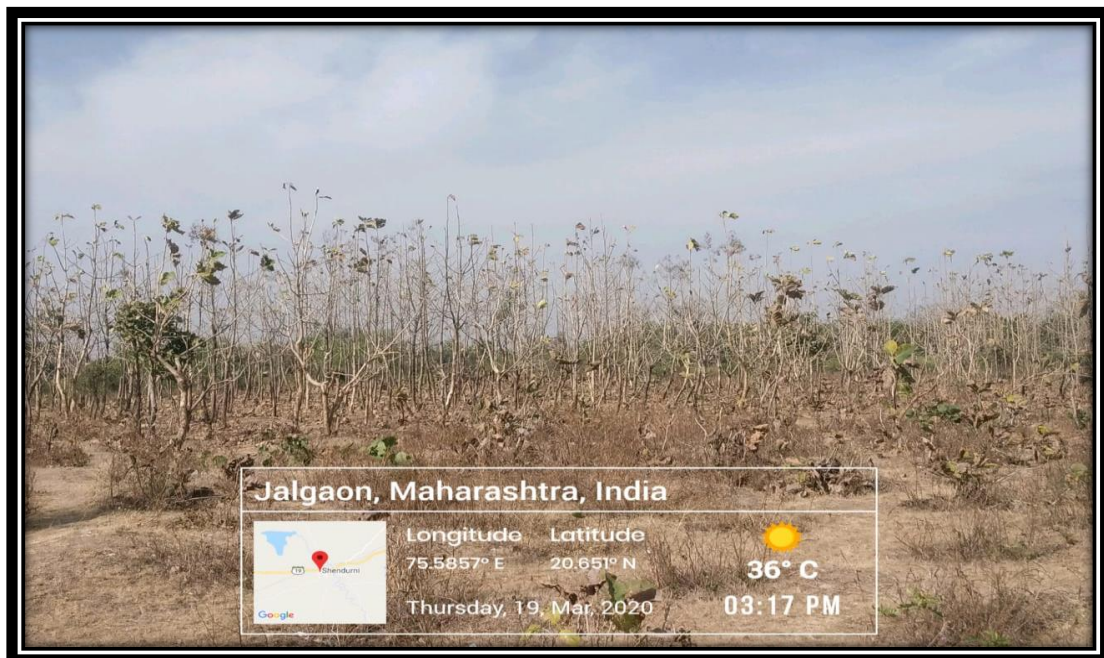 Jalgaon, Maharashtra, India
Longitude Latitude
75.5857° E 20.651° N
36° C
Thursday, 19, Mar, 2020 03:17 PM
Shendurni
Google